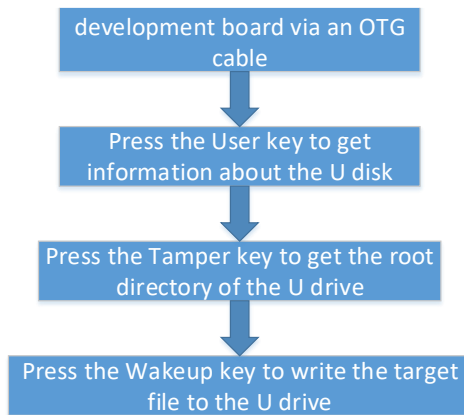 development board via an OTG
cable
Press the User key to get
information about the U disk
Press the Tamper key to get the root
directory of the U drive
Press the Wakeup key to write the target
file to the U drive